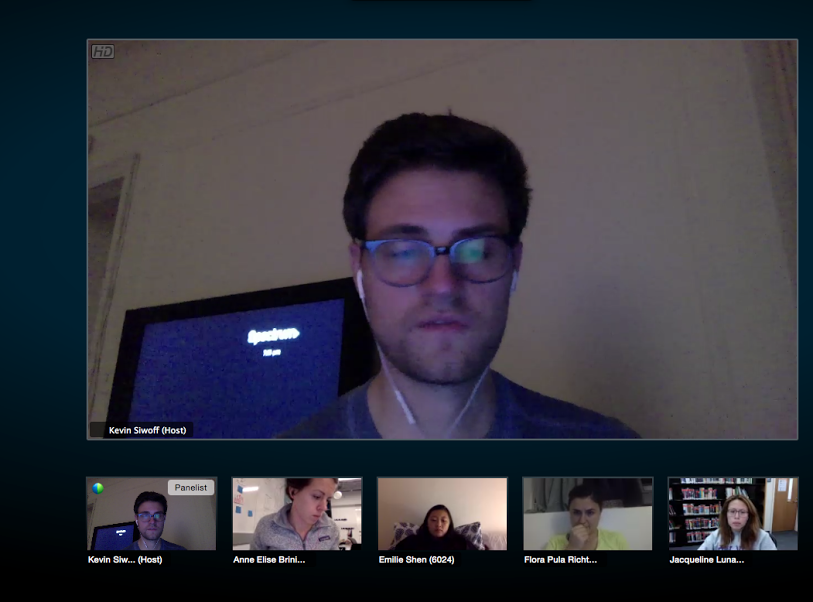 HD
Spectrum
Kevin Siwoff (Host)
Panelist
Kevin Siw... (Host)
Anne Elise Brini...
Emilie Shen (6024)
Flora Pula Richt...
Jacqueline Luna...